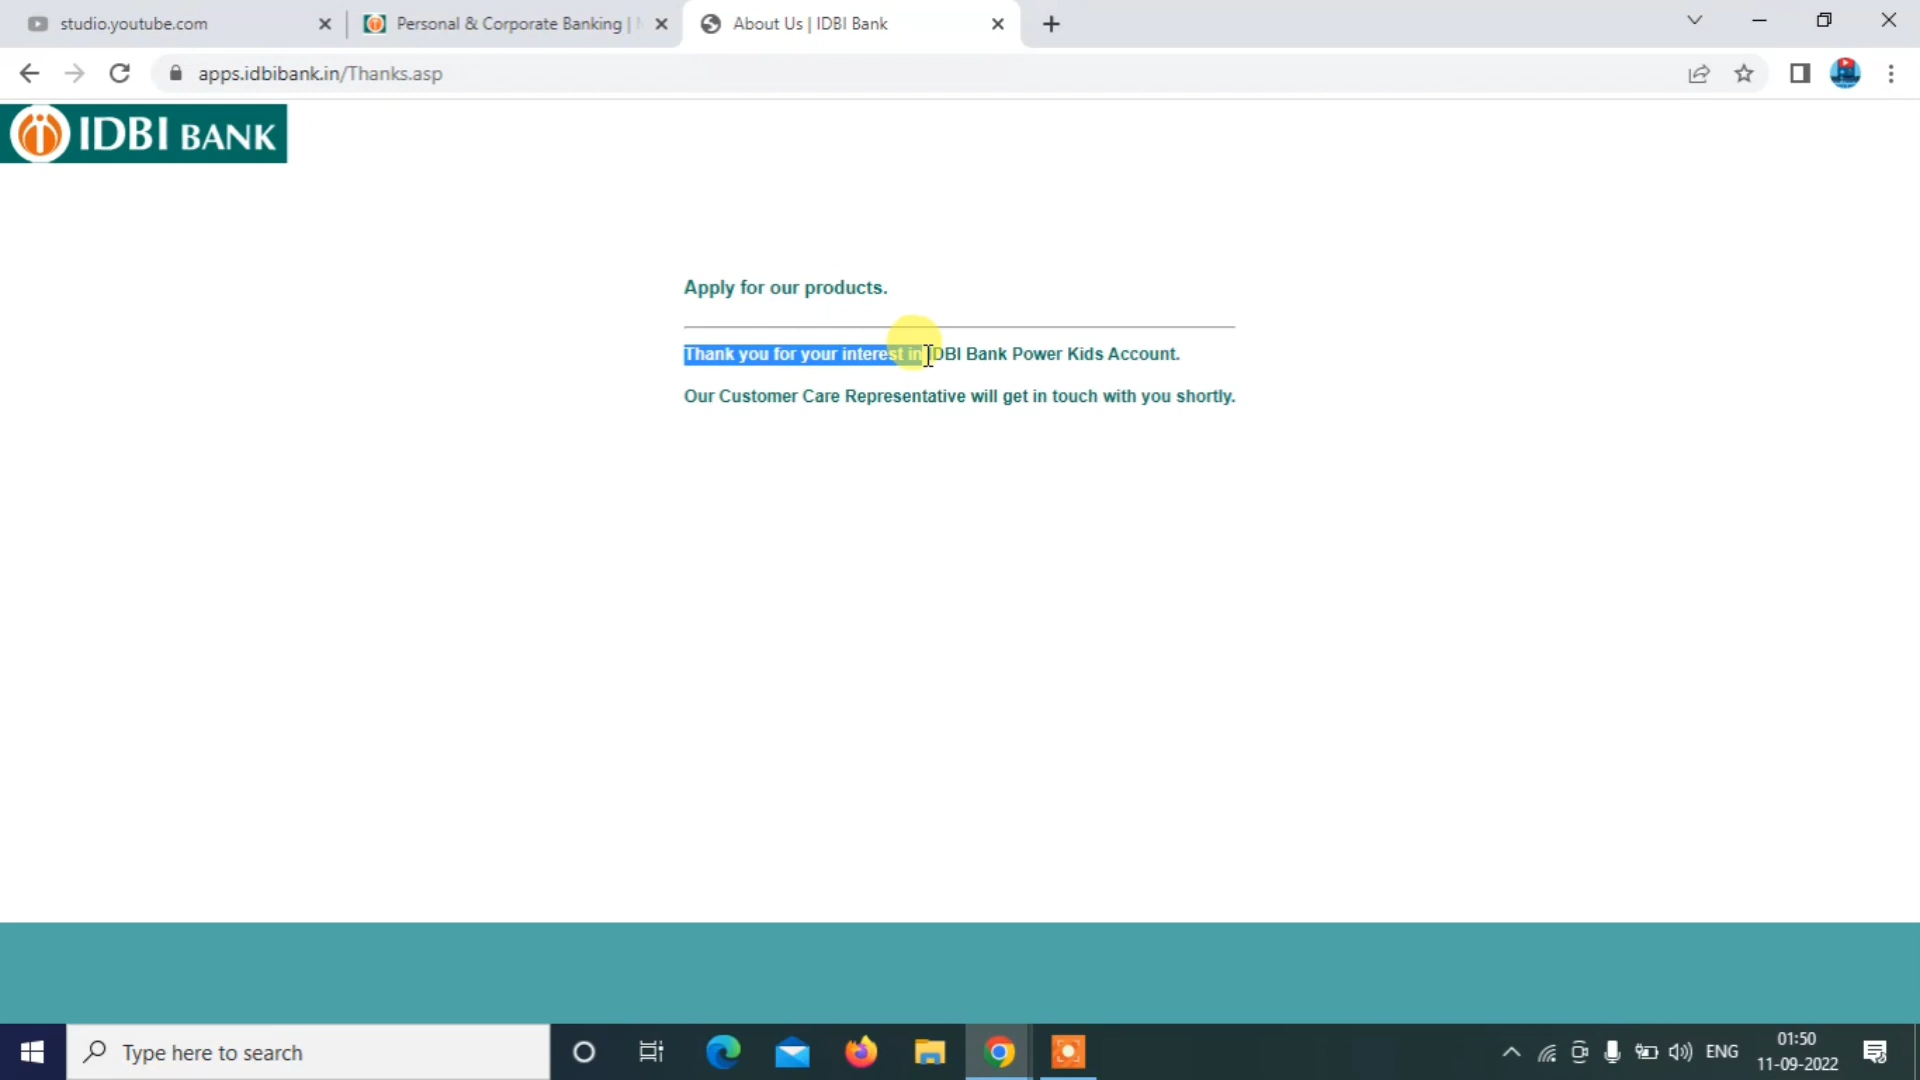 studio.youtube.com
Personal & Corporate Banking |
About Us | IDBI Bank
apps.idbibank.in/Thanks.asp
IDBI BANK
Apply for our products.
Thank you for your interest in IDBI Bank Power Kids Account.
Our Customer Care Representative will get in touch with you shortly.
Type here to search
ENG
01:50
11-09-2022